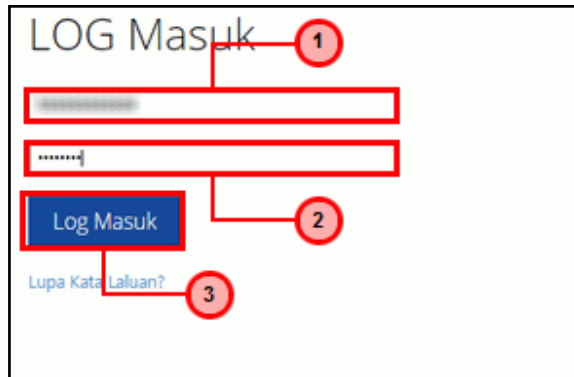 LOG Masuk
1
••••••••
Log Masuk
2
Lupa Kata Laluan?
3